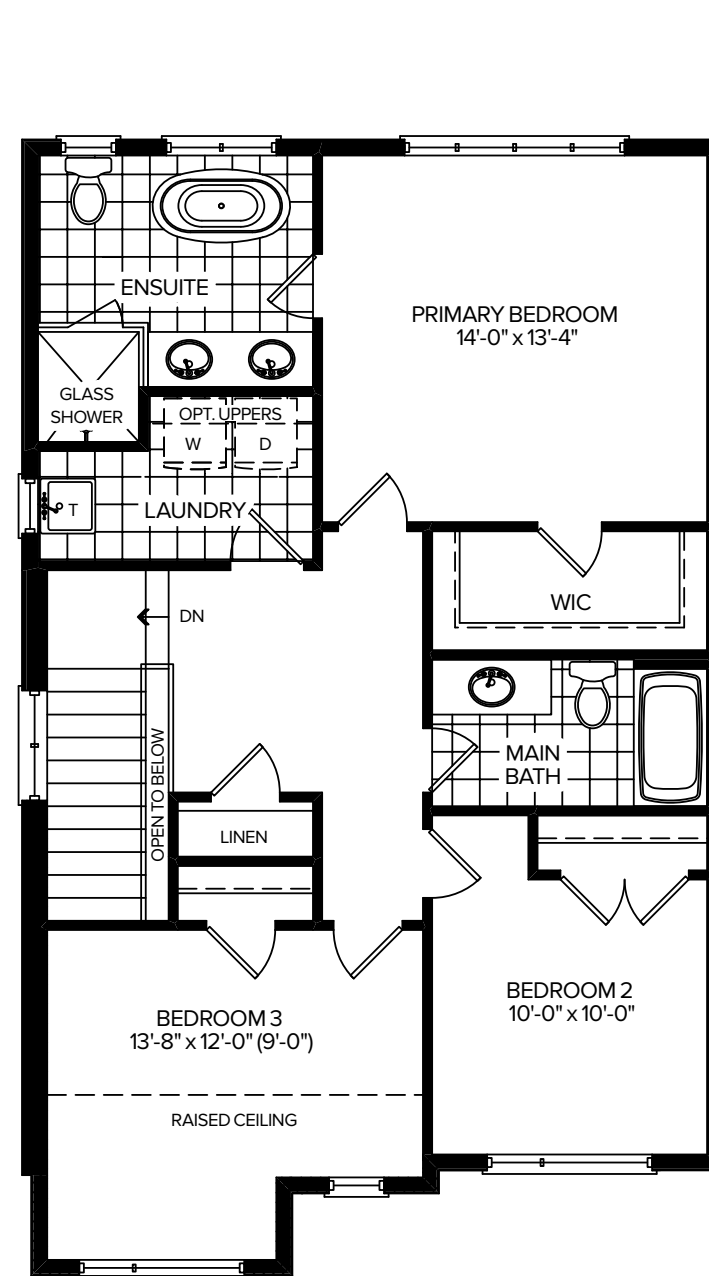 ENSUITE
PRIMARY BEDROOM
14'-0" x 13'-4"
GLASS
SHOWER
OPT. UPPERS
W
D
T
LAUNDRY
WIC
DN
OPEN TO BELOW
MAIN
BATH
LINEN
BEDROOM 2
10'-0" x 10'-0"
BEDROOM 3
13'-8" x 12'-0" (9'-0")
RAISED CEILING